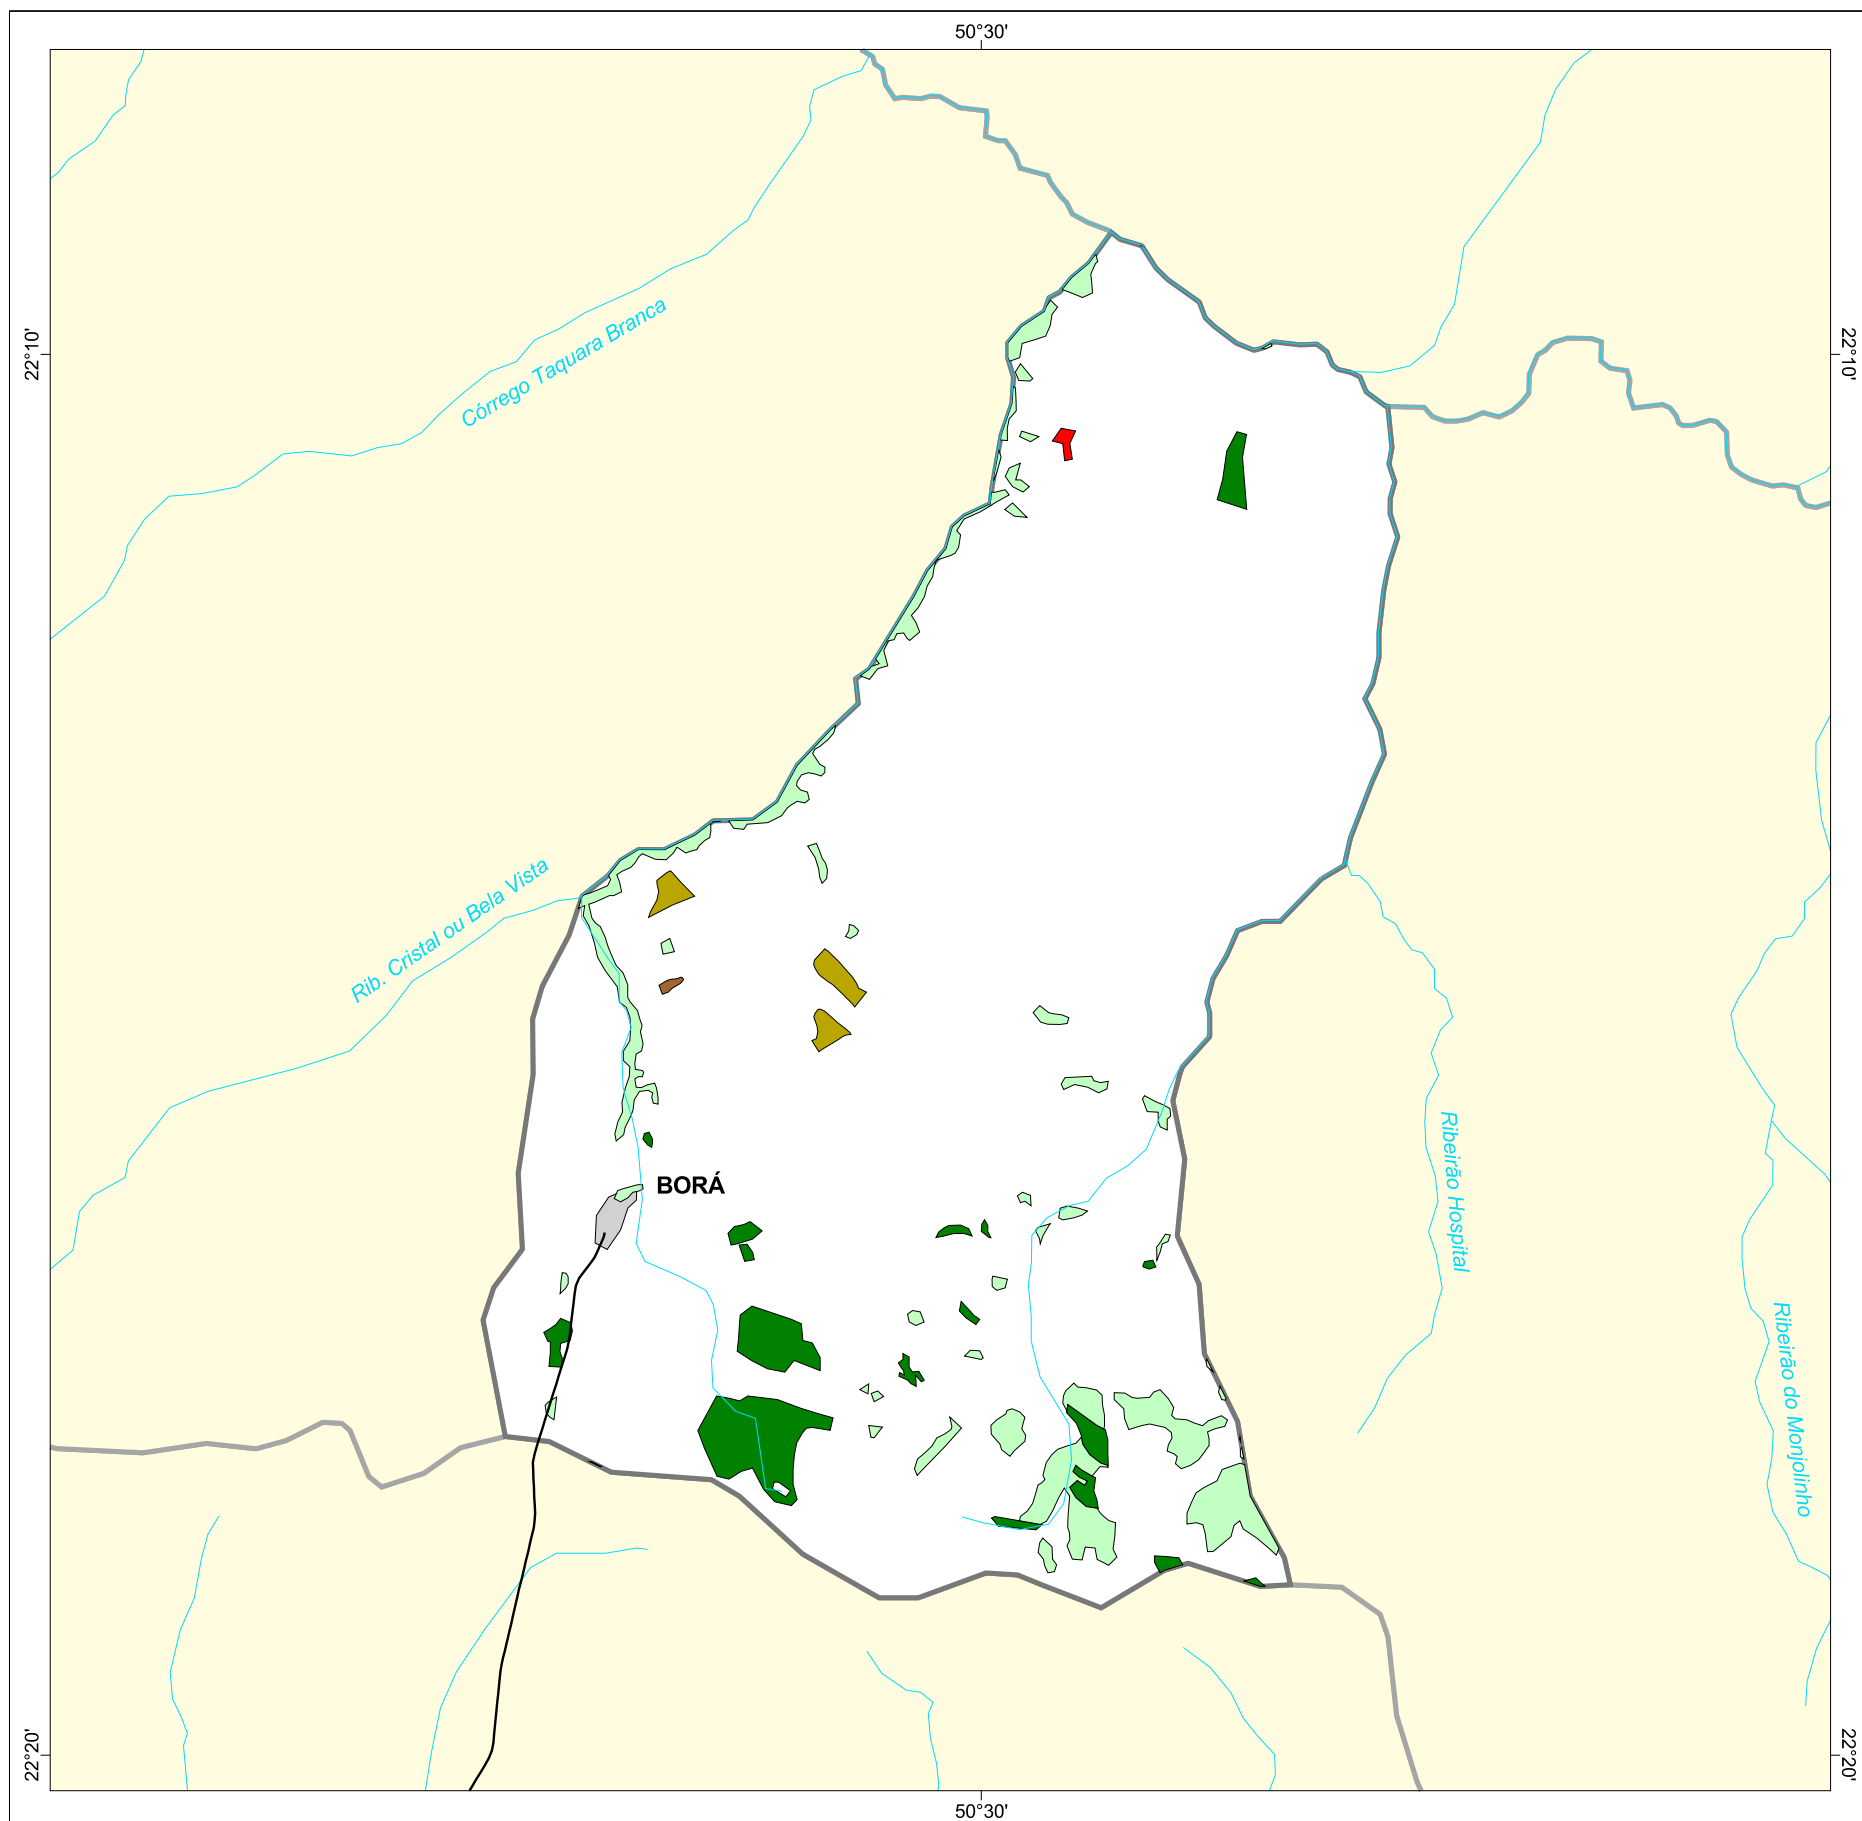 50°30'
22°10'
22°10'
Córrego Taquara Branca
Rib. Cristal ou Bela Vista
BORÁ
Ribeirão Hospital
Ribeirão do Monjolinho
22°20'
22°20'
50°30'